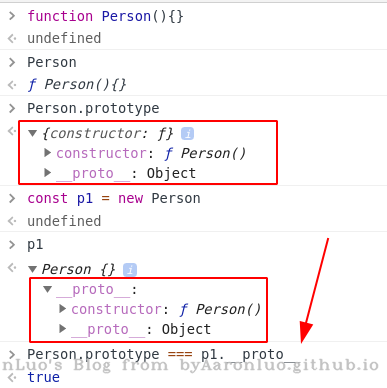 > function Person(){}
<· undefined
> Person
<· ƒ Person(){}
> Person.prototype
<· ▼{constructor: ƒ} i
▶ constructor: ƒ Person()
▶ __proto__: Object
> const p1 = new Person
<· undefined
> p1
<· ▼Person {} i
▼ __proto__:
▶ constructor: ƒ Person()
▶ __proto__: Object
> Person.prototype === p1.__proto__
nLuo's Blog from byAaronluo.github.io
<· true